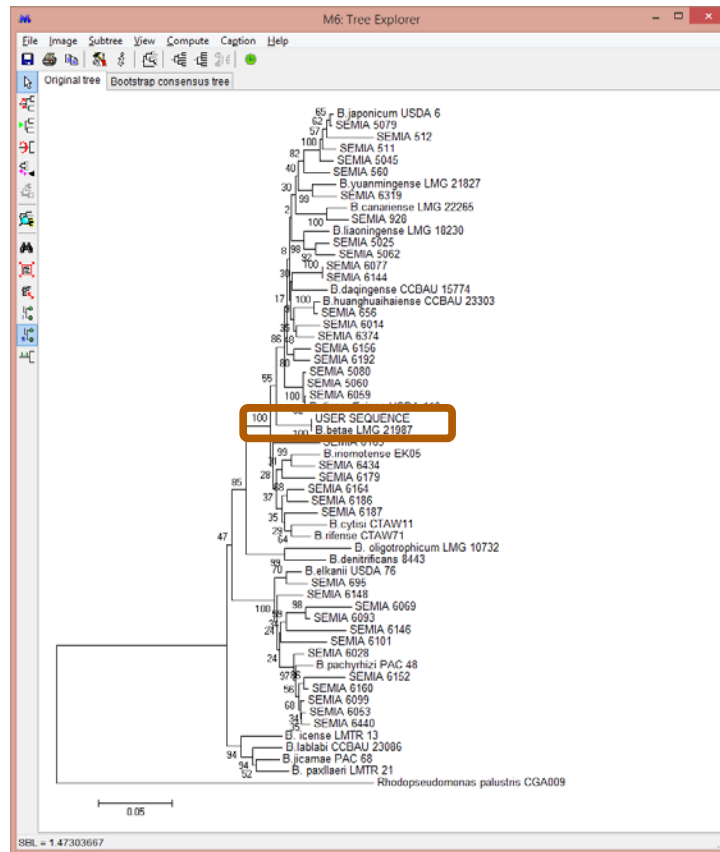 M6: Tree Explorer
File Image Subtree View Compute Caption Help
Original tree Bootstrap consensus tree
B.japonicum USDA 6
SEMIA 5079
SEMIA 512
SEMIA 511
SEMIA 5045
SEMIA 560
B.yuanmingense LMG 21827
SEMIA 6319
B.cananense LMG 22265
SEMIA 928
B.liaoningense LMG 18230
SEMIA 5025
SEMIA 5062
SEMIA 6077
SEMIA 6144
B.daqingense CCBAU 15774
B.huanghuaihaiense CCBAU 23303
SEMIA 656
SEMIA 6014
SEMIA 6374
SEMIA 6156
SEMIA 6192
SEMIA 5080
SEMIA 5060
SEMIA 6059
USER SEQUENCE
B.betae LMG 21987
B.iriomotense EK05
SEMIA 6434
SEMIA 6179
SEMIA 6164
SEMIA 6186
SEMIA 6187
B.cytisi CTAW11
B.rifense CTAW71
B. oligotrophicum LMG 10732
B.denitrificans 8443
B.elkanii USDA 76
SEMIA 695
SEMIA 6148
SEMIA 6069
SEMIA 6093
SEMIA 6146
SEMIA 6101
SEMIA 6028
B.pachyrhizi PAC 48
SEMIA 6152
SEMIA 6160
SEMIA 6099
SEMIA 6053
SEMIA 6440
B. icense LMTR 13
B.lablabi CCBAU 23086
B.jicamae PAC 68
B. paxllaeri LMTR 21
Rhodopseudomonas palustris CGA009
65
62
57
100
82
40
30
99
2
100
8
98
92
100
30
17
100
86
80
55
100
100
99
28
37
35
29
64
85
47
99
70
100
98
24
24
56
68
34
94
94
52
0.05
SBL = 1.47303667